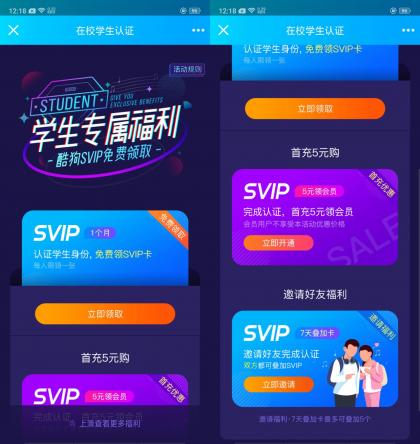 12:18
在校学生认证
活动规则
STUDENT
GIVE YOU
EXCLUSIVE BENEFITS
学生专属福利
- 酷狗SVIP免费领取 -
SVIP 1个月
免费领取
认证学生身份, 免费领SVIP卡
每人限领一张
立即领取
首充5元购
SVIP 5元领会员
首充优惠
上滑查看更多福利
12:18
在校学生认证
认证学生身份, 免费领SVIP卡
每人限领一张
立即领取
首充5元购
SVIP 5元领会员
首充优惠
完成认证，首充5元领会员
会员用户不享受本活动优惠价格
立即开通
SALE
邀请好友福利
SVIP 7天叠加卡
邀请福利
邀请好友完成认证
双方都可叠加SVIP
立即邀请
邀请福利·7天叠加卡最多可叠加5个